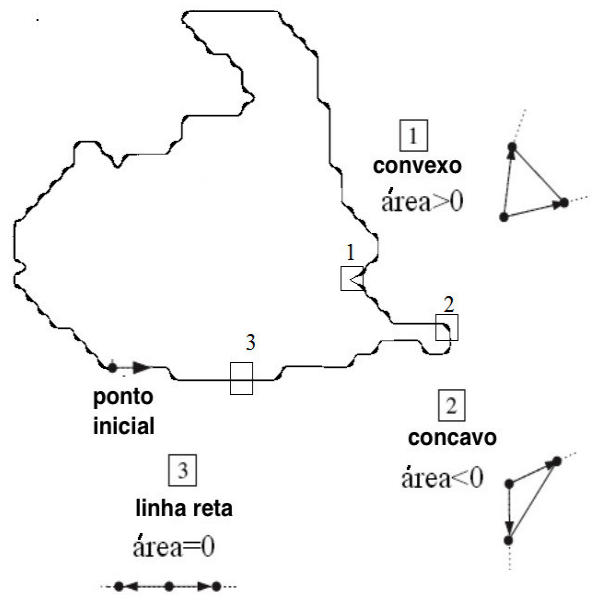 1
convexo
área>0
1
2
3
ponto
inicial
2
concavo
área<0
3
linha reta
área=0